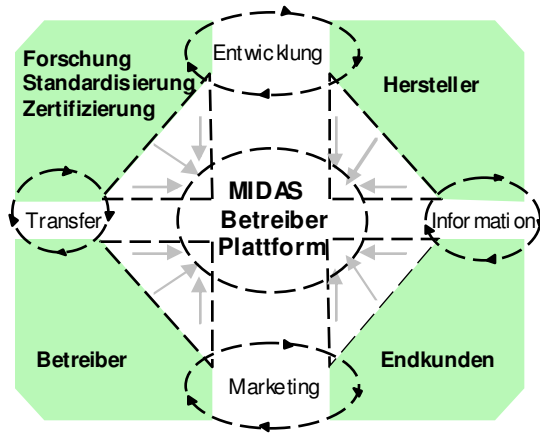 Entwicklung
Forschung
Standardisierung
Zertifizierung
Hersteller
MIDAS
Betreiber
Plattform
Transfer
Information
Betreiber
Endkunden
Marketing